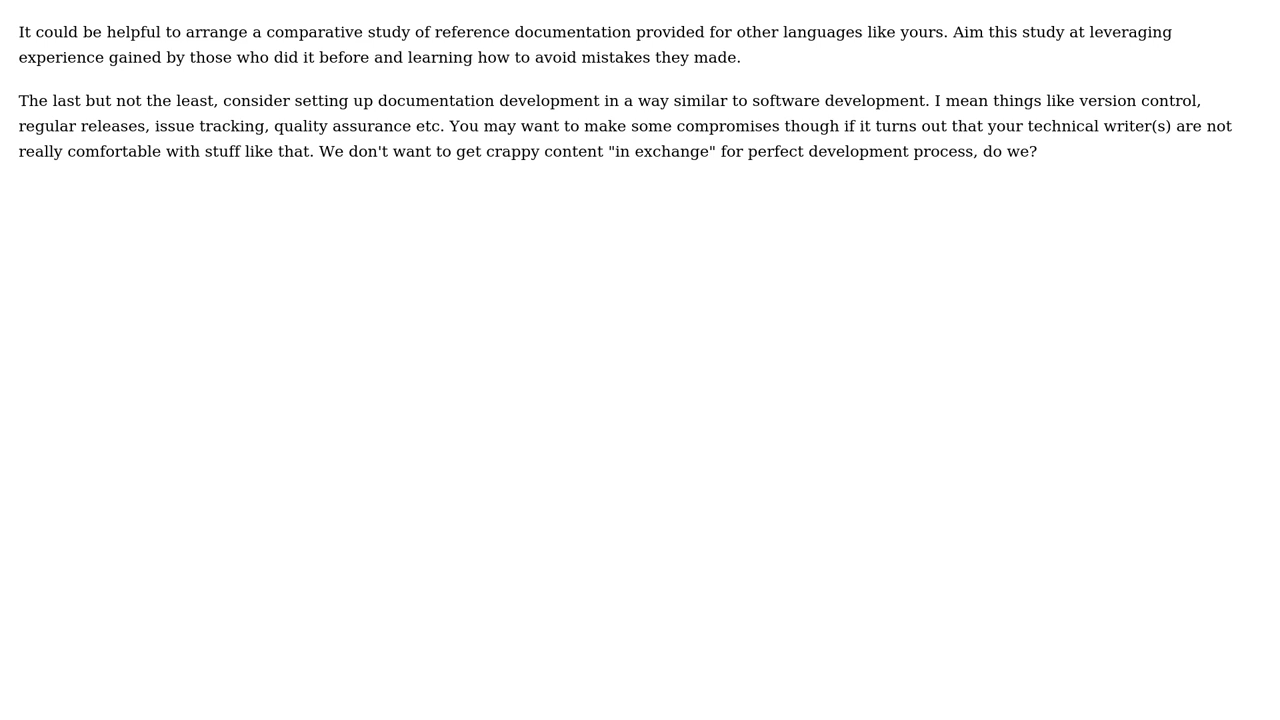 It could be helpful to arrange a comparative study of reference documentation provided for other languages like yours. Aim this study at leveraging
experience gained by those who did it before and learning how to avoid mistakes they made.
The last but not the least, consider setting up documentation development in a way similar to software development. I mean things like version control,
regular releases, issue tracking, quality assurance etc. You may want to make some compromises though if it turns out that your technical writer(s) are not
really comfortable with stuff like that. We don't want to get crappy content "in exchange" for perfect development process, do we?